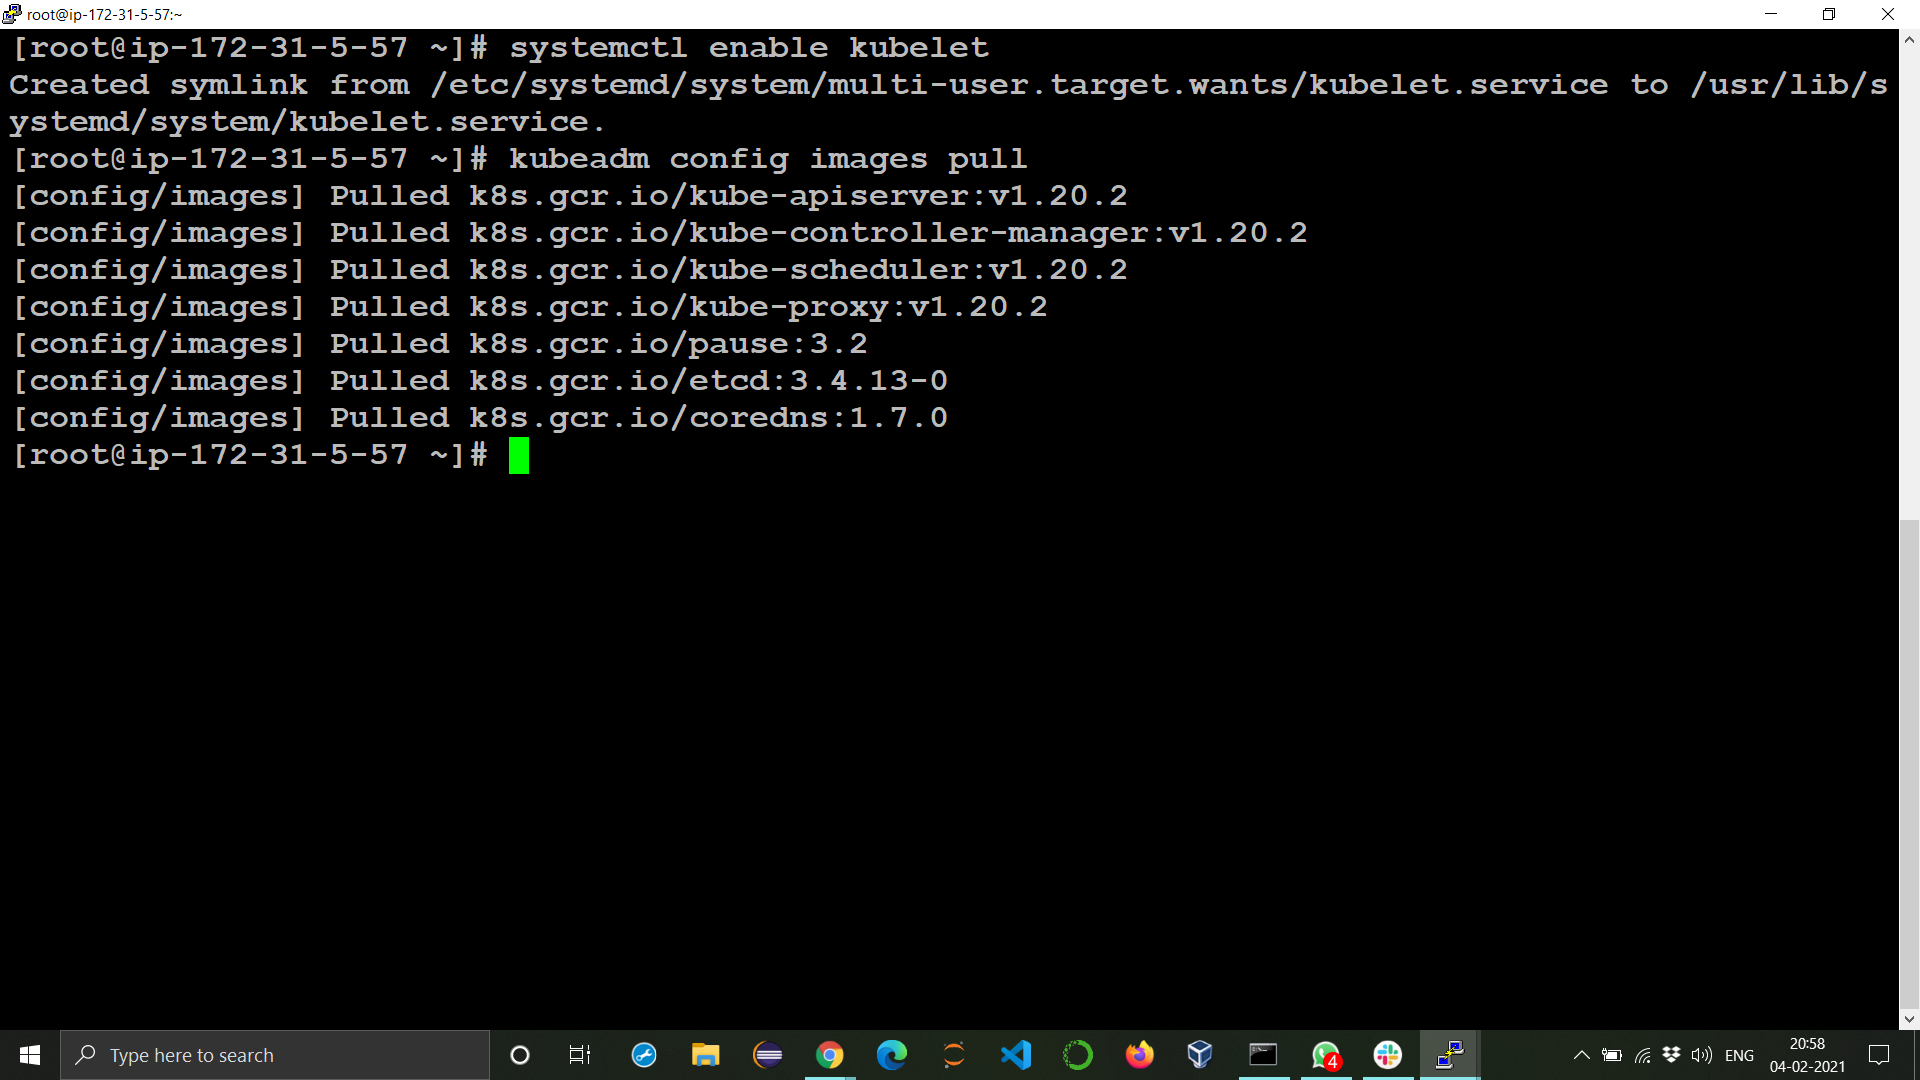 root@ip-172-31-5-57:~
[root@ip-172-31-5-57 ~]# systemctl enable kubelet
Created symlink from /etc/systemd/system/multi-user.target.wants/kubelet.service to /usr/lib/s
ystemd/system/kubelet.service.
[root@ip-172-31-5-57 ~]# kubeadm config images pull
[config/images] Pulled k8s.gcr.io/kube-apiserver:v1.20.2
[config/images] Pulled k8s.gcr.io/kube-controller-manager:v1.20.2
[config/images] Pulled k8s.gcr.io/kube-scheduler:v1.20.2
[config/images] Pulled k8s.gcr.io/kube-proxy:v1.20.2
[config/images] Pulled k8s.gcr.io/pause:3.2
[config/images] Pulled k8s.gcr.io/etcd:3.4.13-0
[config/images] Pulled k8s.gcr.io/coredns:1.7.0
[root@ip-172-31-5-57 ~]#
Type here to search
4
ENG
20:58
04-02-2021